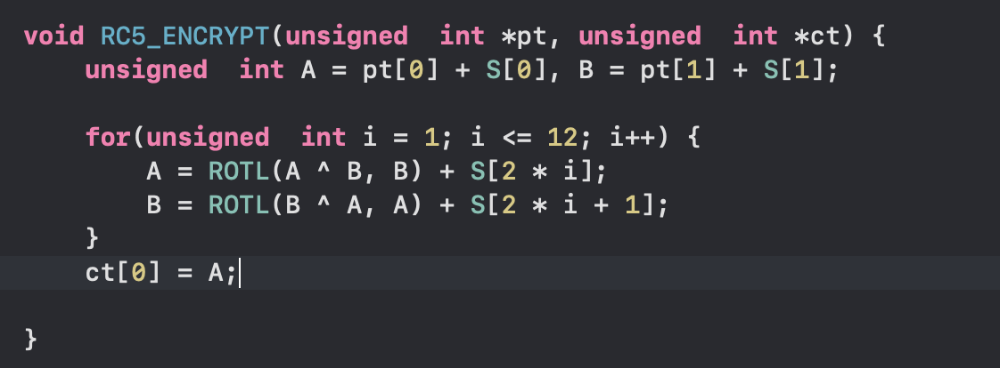 void RC5_ENCRYPT(unsigned  int *pt, unsigned  int *ct) {
    unsigned  int A = pt[0] + S[0], B = pt[1] + S[1];

    for(unsigned  int i = 1; i <= 12; i++) {
        A = ROTL(A ^ B, B) + S[2 * i];
        B = ROTL(B ^ A, A) + S[2 * i + 1];
    }
    ct[0] = A;

}